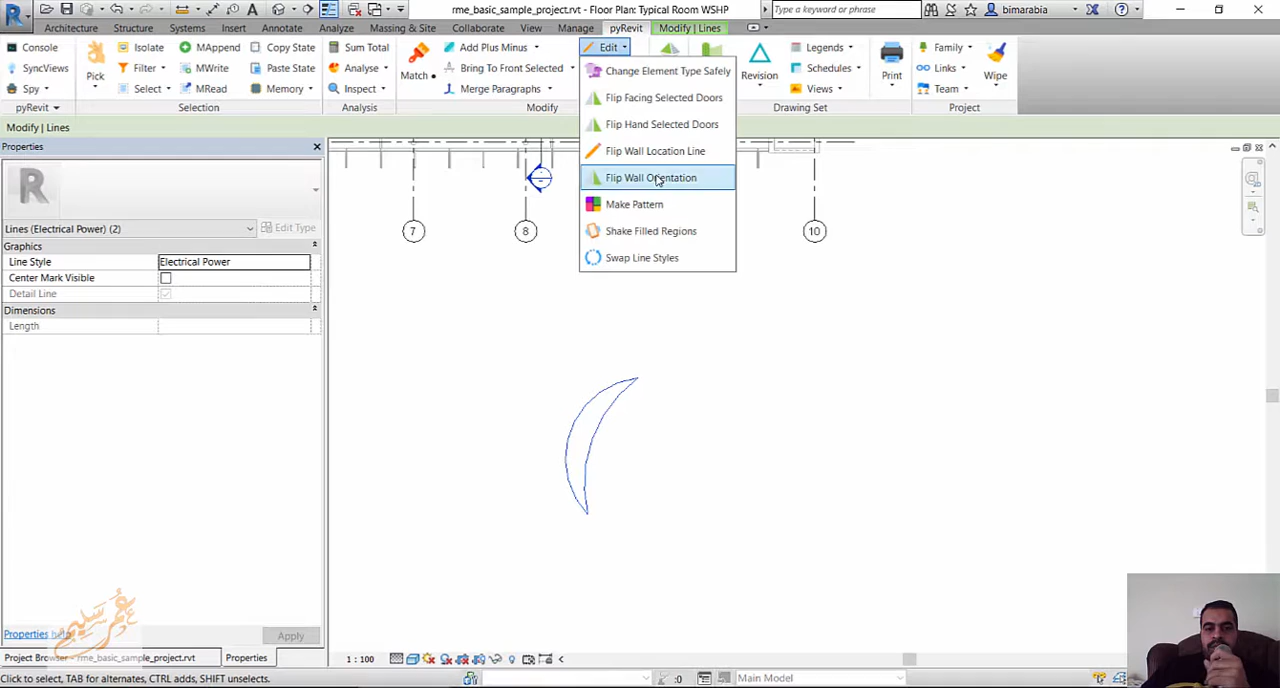 rme_basic_sample_project.rvt - Floor Plan: Typical Room WSHP
Type a keyword or phrase
bimarabia
Architecture Structure Systems Insert Annotate Analyze Massing & Site Collaborate View Manage pyRevit Modify | Lines
Console Isolate MAppend Copy State Sum Total Add Plus Minus Edit Legends Family
SyncViews Pick Filter MWrite Paste State Analyse Match Bring To Front Selected Revision Schedules Print Links Wipe
Spy Select MRead Memory Inspect Merge Paragraphs Views Team
pyRevit Selection Analysis Modify Drawing Set Project
Change Element Type Safely
Flip Facing Selected Doors
Flip Hand Selected Doors
Flip Wall Location Line
Flip Wall Orientation
Make Pattern
Shake Filled Regions
Swap Line Styles
Modify | Lines
Properties
R
Lines (Electrical Power) (2) Edit Type
Graphics
Line Style Electrical Power
Center Mark Visible
Detail Line
Dimensions
Length
7 8 10
عمر سليم
Properties help Apply
Project Browser - rme_basic_sample_project.rvt Properties
1 : 100
Click to select, TAB for alternates, CTRL adds, SHIFT unselects.
:0 Main Model